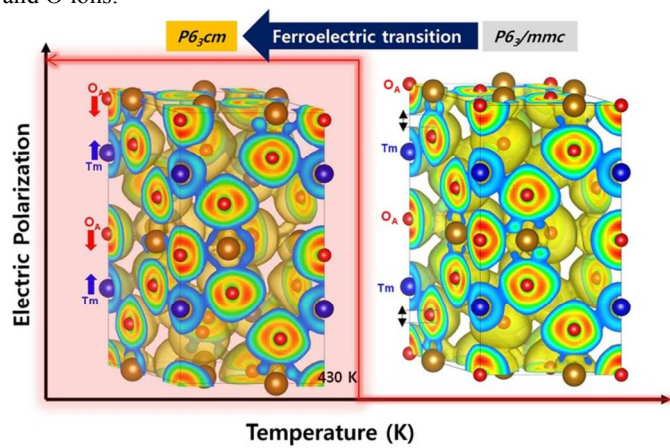 and O ions.
P6₃cm
Ferroelectric transition
P6₃/mmc
Electric Polarization
O_A
Tm
O_A
Tm
O_A
Tm
O_A
Tm
430 K
Temperature (K)